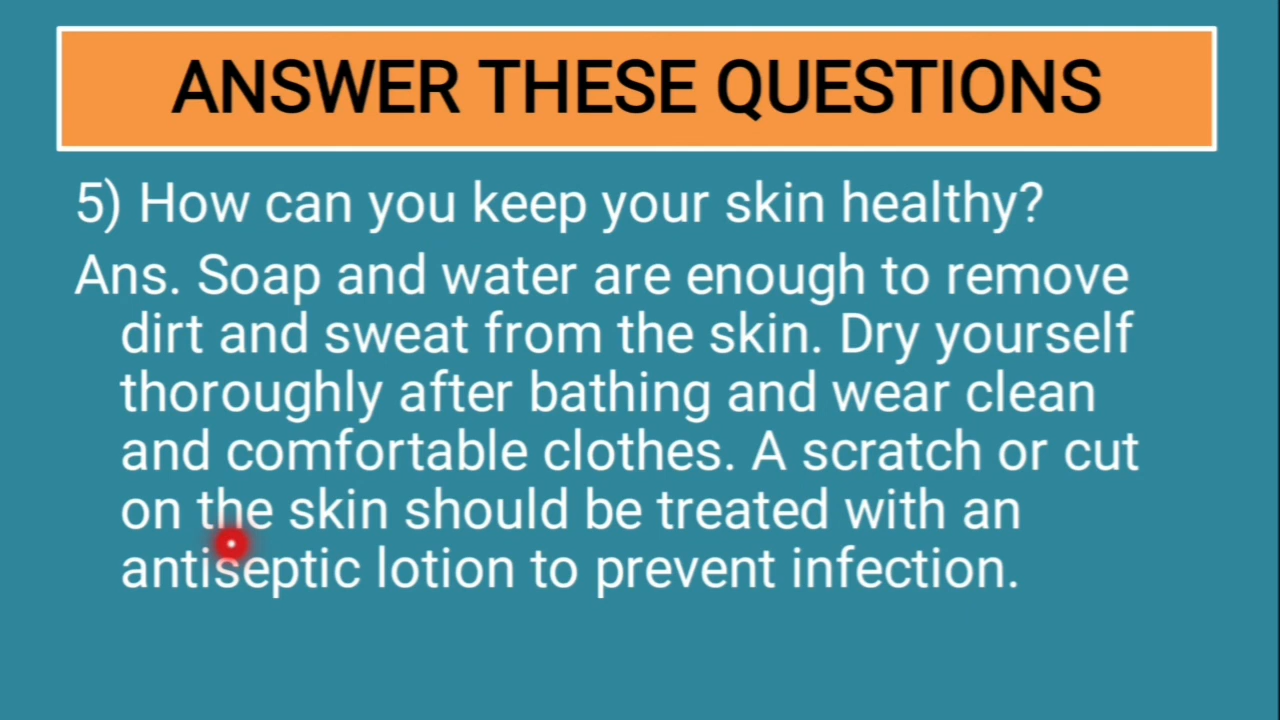 ANSWER THESE QUESTIONS
5) How can you keep your skin healthy?
Ans. Soap and water are enough to remove
dirt and sweat from the skin. Dry yourself
thoroughly after bathing and wear clean
and comfortable clothes. A scratch or cut
on the skin should be treated with an
antiseptic lotion to prevent infection.